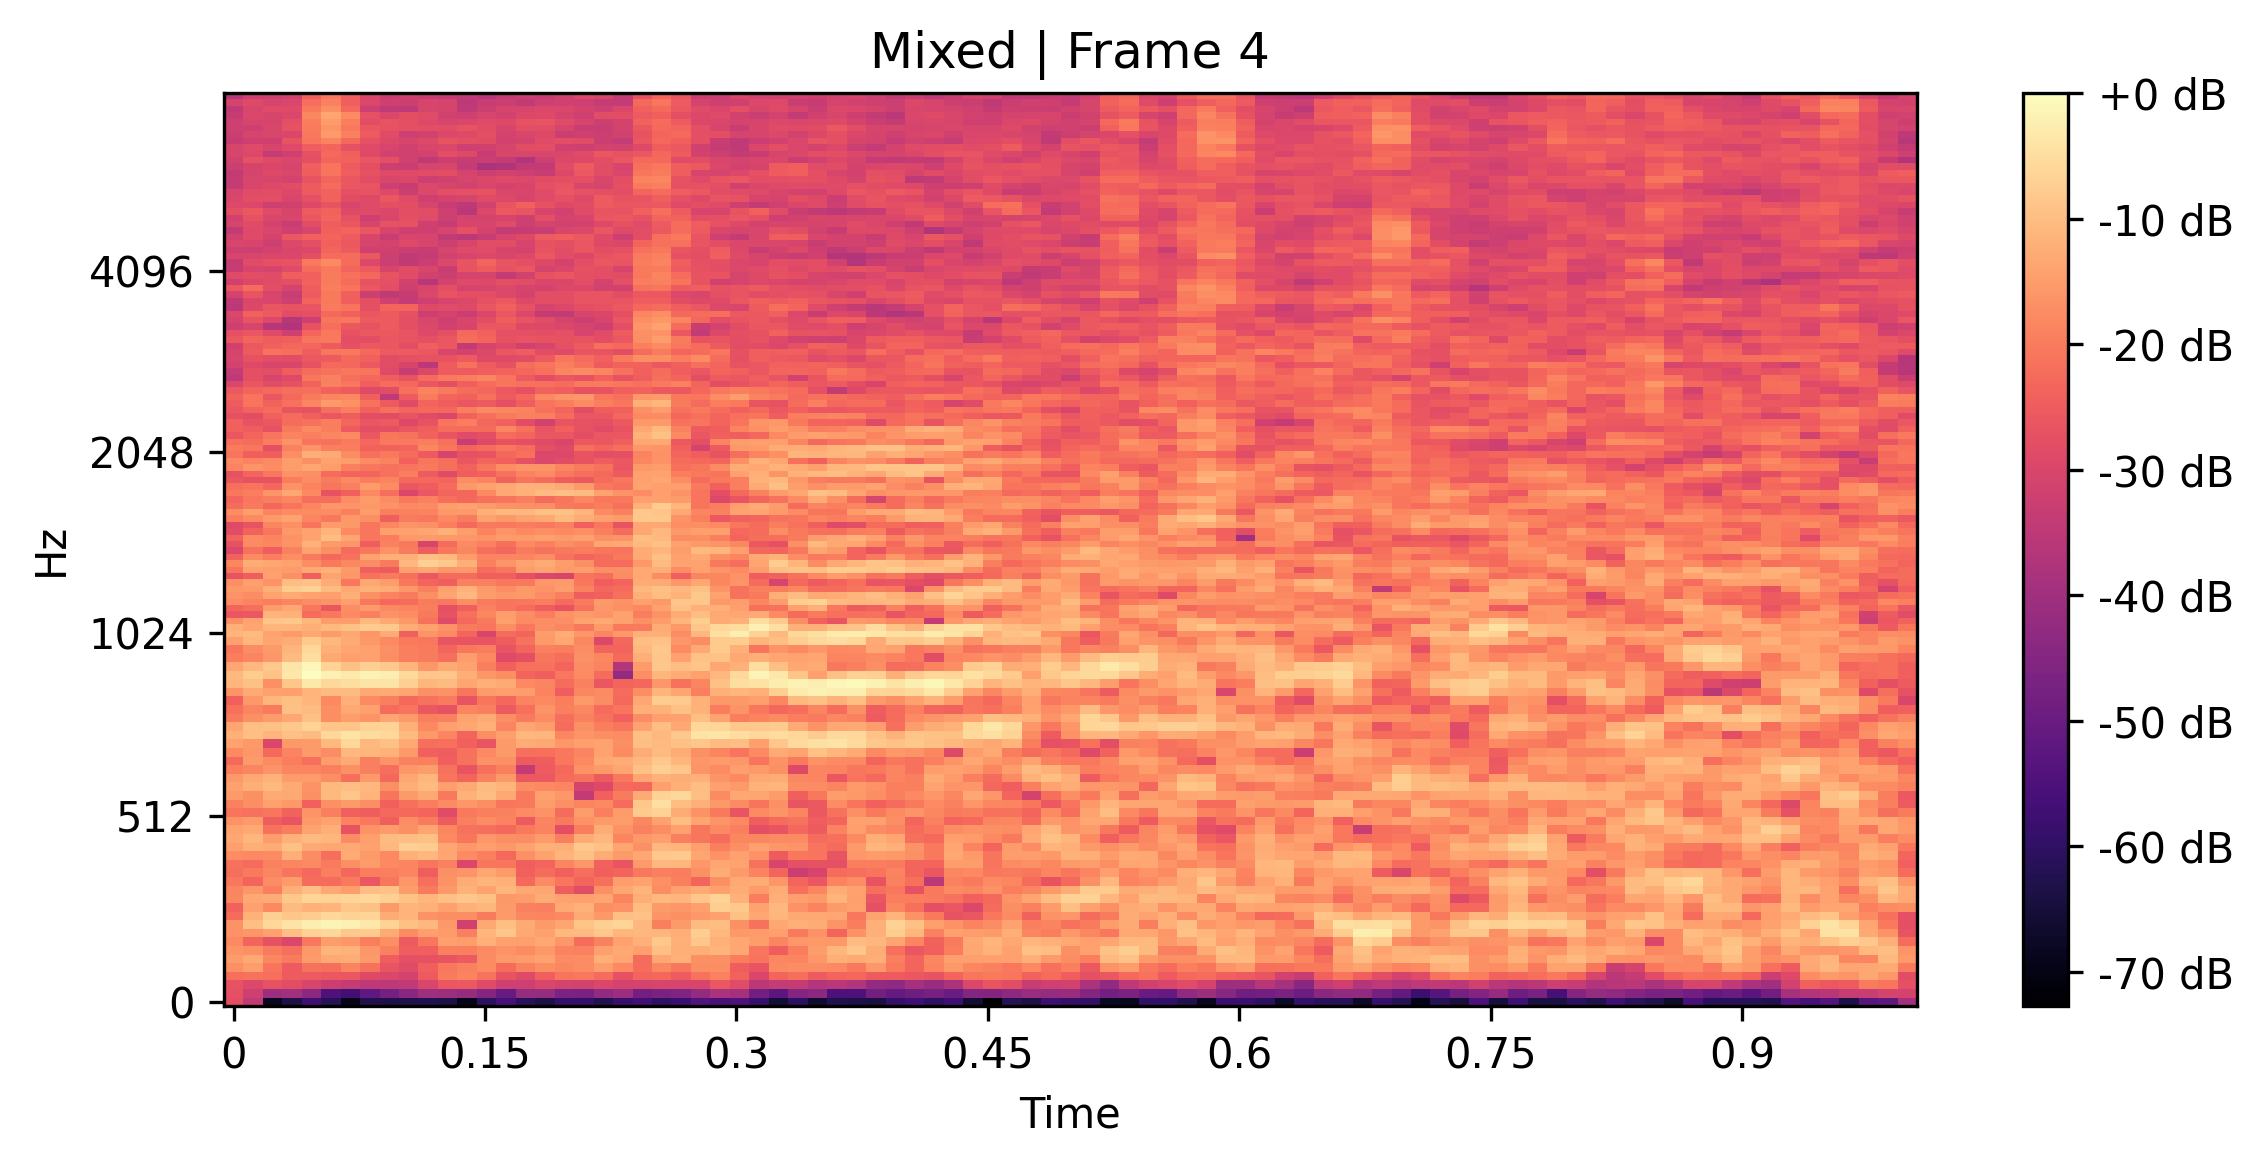 Mixed | Frame 4
+0 dB
-10 dB
-20 dB
-30 dB
-40 dB
-50 dB
-60 dB
-70 dB
Hz
4096
2048
1024
512
0
0 0.15 0.3 0.45 0.6 0.75 0.9
Time